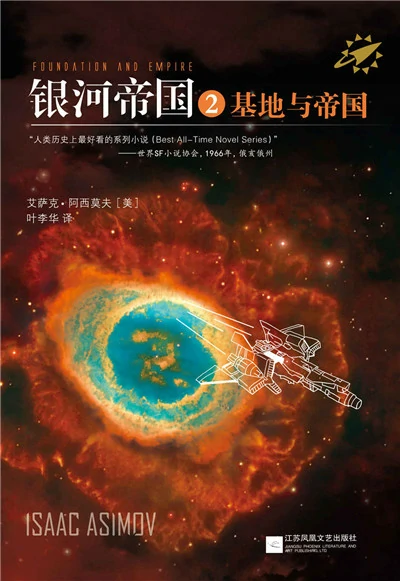 FOUNDATION AND EMPIRE
银河帝国 2 基地与帝国
“人类历史上最好看的系列小说（Best All-Time Novel Series）”
——世界SF小说协会，1966年，俄亥俄州
艾萨克·阿西莫夫［美］
叶李华 译
ISAAC ASIMOV
江苏凤凰文艺出版社
JIANGSU PHOENIX LITERATURE AND
ART PUBLISHING, LTD